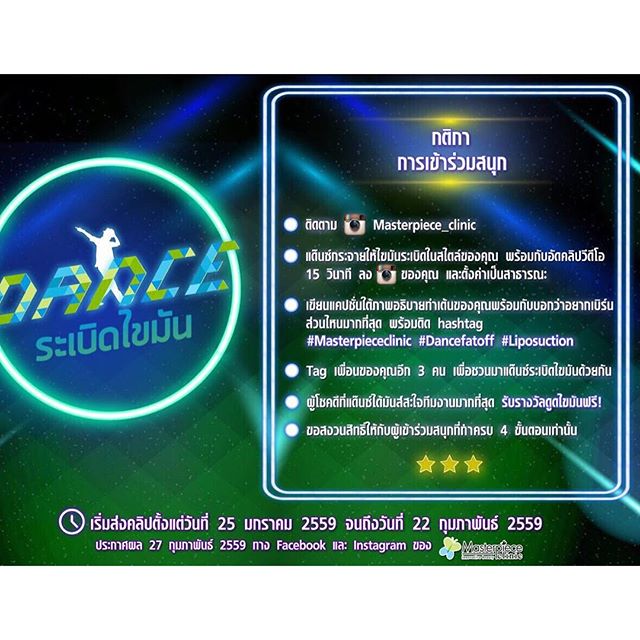 DANCE
ระเบิดไขมัน
กติกา
การเข้าร่วมสนุก
ติดตาม Masterpiece_clinic
แด๊นซ์กระจายให้ไขมันระเบิดในสไตล์ของคุณ พร้อมกับอัดคลิปวีดีโอ
15 วินาที ลง ของคุณ และตั้งค่าเป็นสาธารณะ
เขียนแคปชั่นใต้ภาพอธิบายท่าเต้นของคุณพร้อมกับบอกว่าอยากเบิร์น
ส่วนไหนมากที่สุด พร้อมติด hashtag
#Masterpiececlinic #Dancefatoff #Liposuction
Tag เพื่อนของคุณอีก 3 คน เพื่อชวนมาแด๊นซ์ระเบิดไขมันด้วยกัน
ผู้โชคดีที่แด๊นซ์ได้มันส์สะใจทีมงานมากที่สุด รับรางวัลดูดไขมันฟรี!
ขอสงวนสิทธิ์ให้กับผู้เข้าร่วมสนุกที่ทำครบ 4 ขั้นตอนเท่านั้น
เริ่มส่งคลิปตั้งแต่วันที่ 25 มกราคม 2559 จนถึงวันที่ 22 กุมภาพันธ์ 2559
ประกาศผล 27 กุมภาพันธ์ 2559 ทาง Facebook และ Instagram ของ Masterpiece